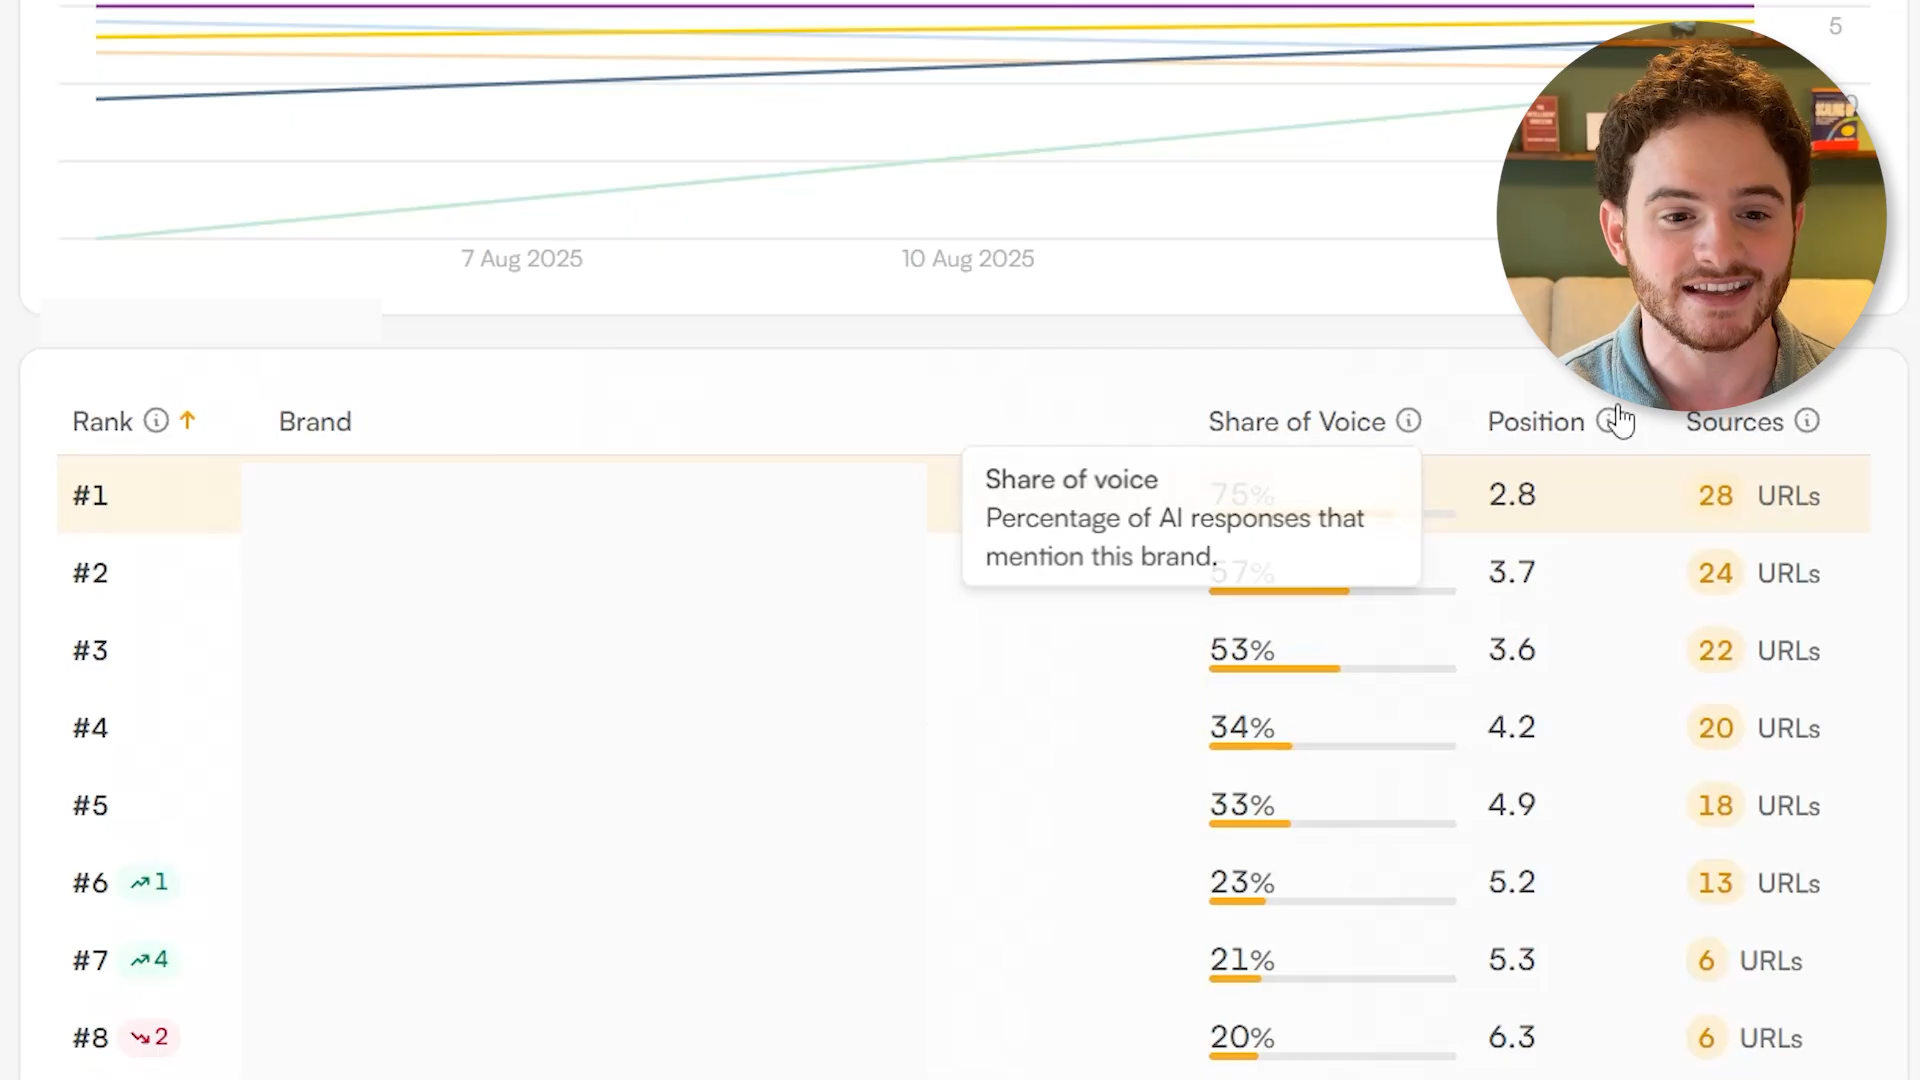 5
7 Aug 2025
10 Aug 2025
Rank Brand Share of Voice Position Sources
Share of voice
Percentage of AI responses that
mention this brand.
#1 75% 2.8 28 URLs
#2 57% 3.7 24 URLs
#3 53% 3.6 22 URLs
#4 34% 4.2 20 URLs
#5 33% 4.9 18 URLs
#6 1 23% 5.2 13 URLs
#7 4 21% 5.3 6 URLs
#8 2 20% 6.3 6 URLs